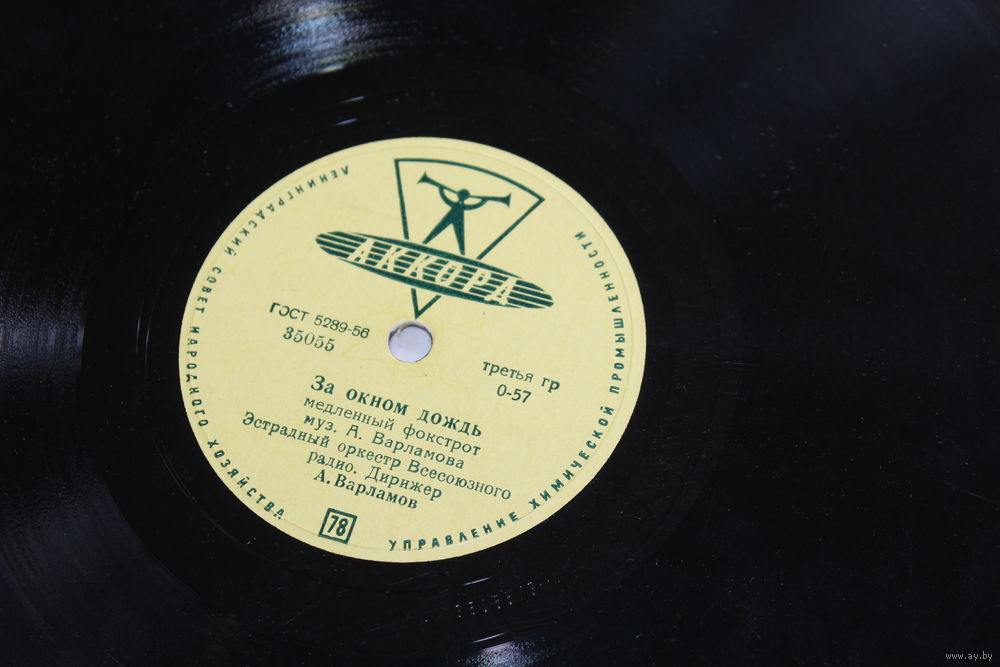 ЛЕНИНГРАДСКИЙ СОВЕТ НАРОДНОГО ХОЗЯЙСТВА
УПРАВЛЕНИЕ ХИМИЧЕСКОЙ ПРОМЫШЛЕННОСТИ
АККОРД
ГОСТ 5289-56
35055
третья гр
0-57
За окном дождь
медленный фокстрот
муз. А. Варламова
Эстрадный оркестр Всесоюзного
радио. Дирижер
А. Варламов
78
www.ay.by